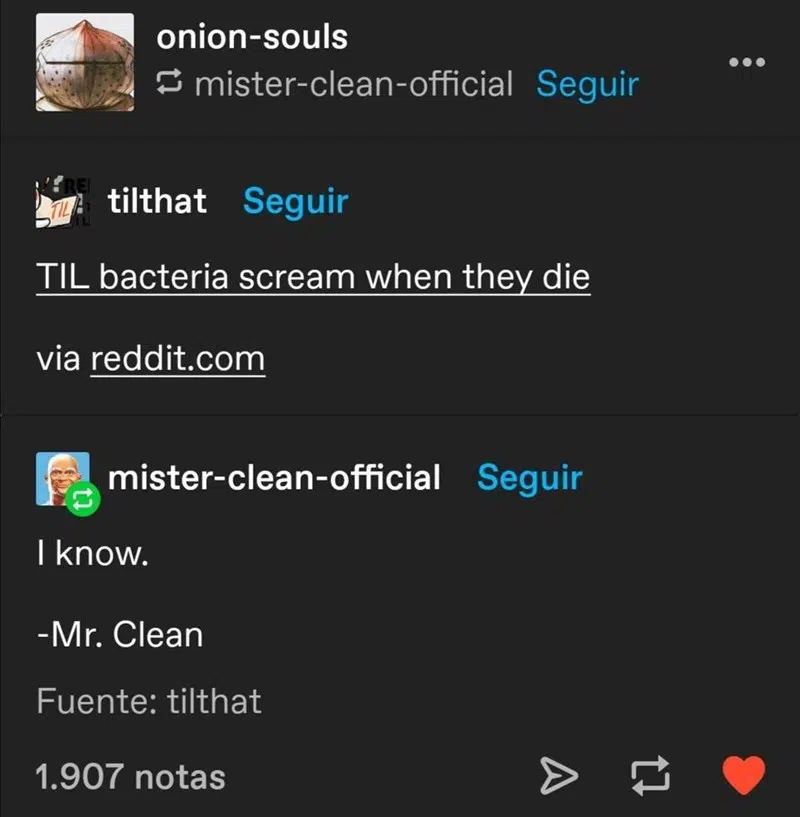 onion-souls
mister-clean-official Seguir
tilthat Seguir
TIL bacteria scream when they die
via reddit.com
mister-clean-official Seguir
I know.
-Mr. Clean
Fuente: tilthat
1.907 notas